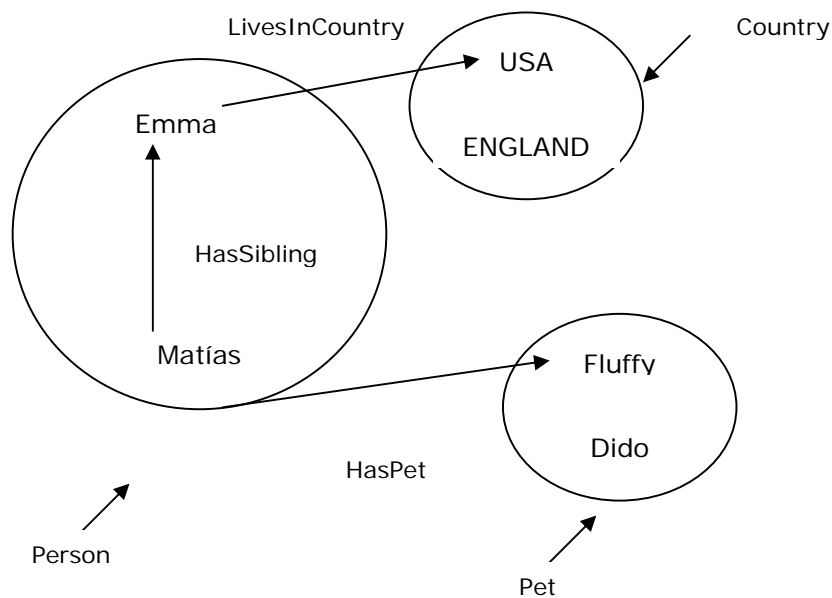 LivesInCountry
Country
USA
Emma
ENGLAND
HasSibling
Matías
Fluffy
Dido
HasPet
Person
Pet